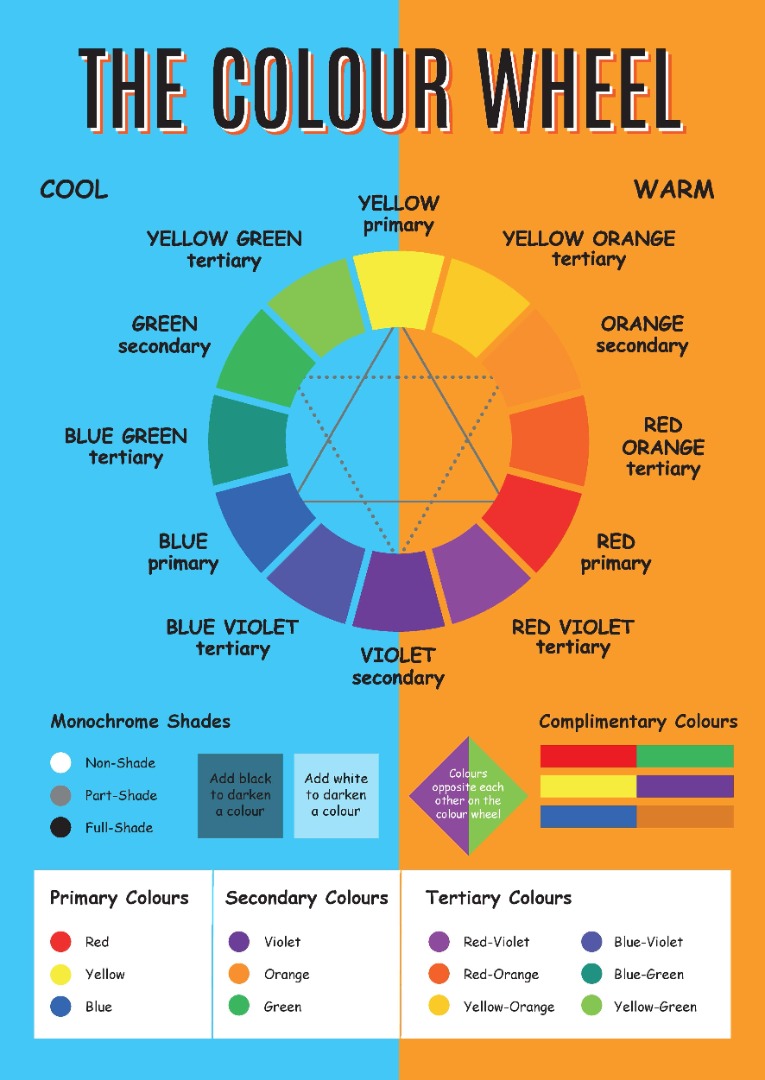 THE COLOUR WHEEL
COOL
WARM
YELLOW
primary
YELLOW GREEN
tertiary
YELLOW ORANGE
tertiary
GREEN
secondary
ORANGE
secondary
BLUE GREEN
tertiary
RED
ORANGE
tertiary
BLUE
primary
RED
primary
BLUE VIOLET
tertiary
RED VIOLET
tertiary
VIOLET
secondary
Monochrome Shades
Non-Shade
Part-Shade
Full-Shade
Add black
to darken
a colour
Add white
to darken
a colour
Colours
opposite each
other on the
colour wheel
Complimentary Colours
Primary Colours
Red
Yellow
Blue
Secondary Colours
Violet
Orange
Green
Tertiary Colours
Red-Violet
Red-Orange
Yellow-Orange
Blue-Violet
Blue-Green
Yellow-Green